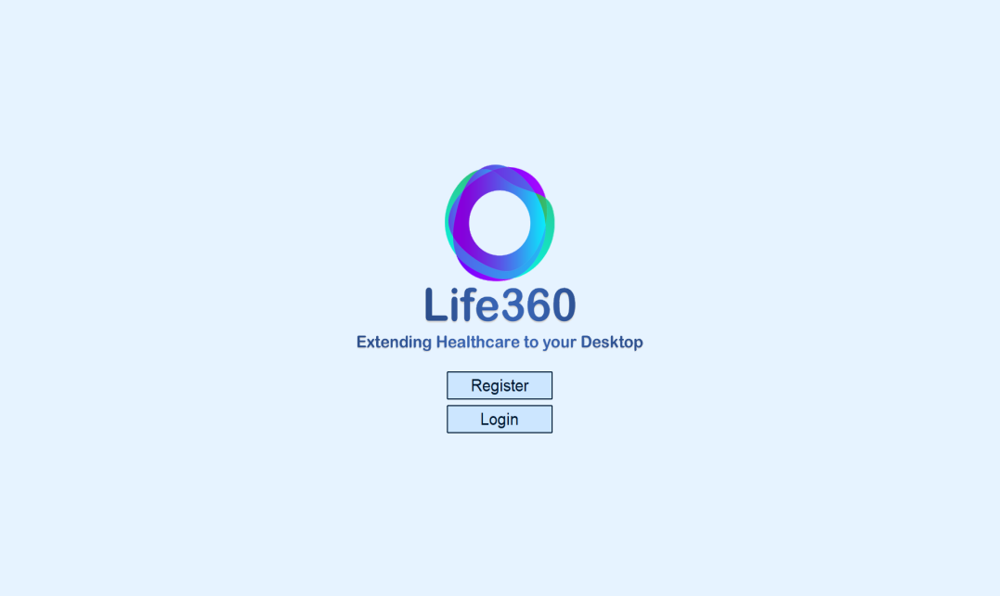 Life360
Extending Healthcare to your Desktop
Register
Login